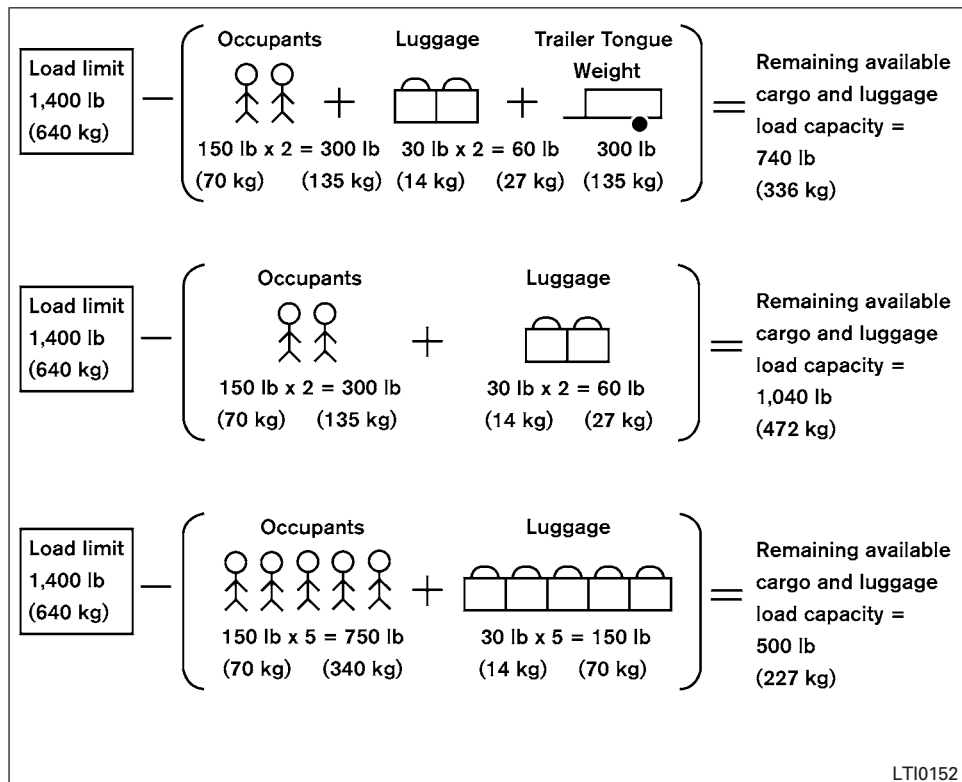 Occupants Luggage Trailer Tongue
Weight
Load limit
1,400 lb
(640 kg)
150 lb x 2 = 300 lb 30 lb x 2 = 60 lb 300 lb
(70 kg) (135 kg) (14 kg) (27 kg) (135 kg)
Remaining available
cargo and luggage
load capacity =
740 lb
(336 kg)
Occupants Luggage
Load limit
1,400 lb
(640 kg)
150 lb x 2 = 300 lb 30 lb x 2 = 60 lb
(70 kg) (135 kg) (14 kg) (27 kg)
Remaining available
cargo and luggage
load capacity =
1,040 lb
(472 kg)
Occupants Luggage
Load limit
1,400 lb
(640 kg)
150 lb x 5 = 750 lb 30 lb x 5 = 150 lb
(70 kg) (340 kg) (14 kg) (70 kg)
Remaining available
cargo and luggage
load capacity =
500 lb
(227 kg)
LTI0152